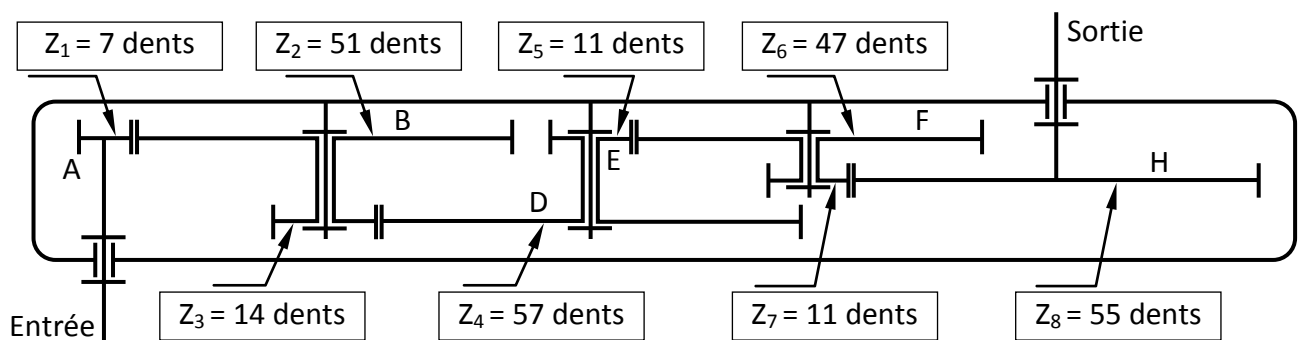 Z₁ = 7 dents
Z₂ = 51 dents
Z₅ = 11 dents
Z₆ = 47 dents
Sortie
A
B
E
F
H
D
Z₃ = 14 dents
Z₄ = 57 dents
Z₇ = 11 dents
Z₈ = 55 dents
Entrée